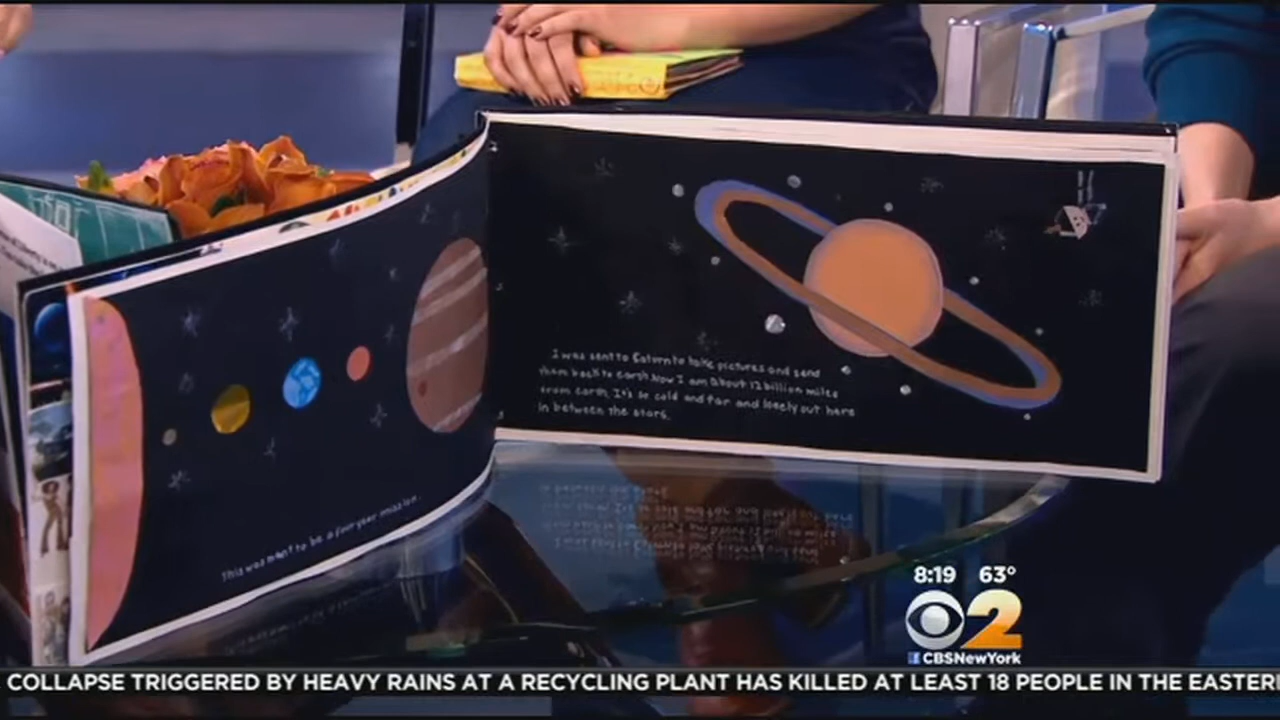 This was ment to be a four year mission.
I was sent to Saturn to take pictures and send
them back to earth. Now I am about 12 billion miles
from earth. It's so cold and far and lonely out here
in between the stars.
8:19 63°
2
CBSNewYork
COLLAPSE TRIGGERED BY HEAVY RAINS AT A RECYCLING PLANT HAS KILLED AT LEAST 18 PEOPLE IN THE EASTERN